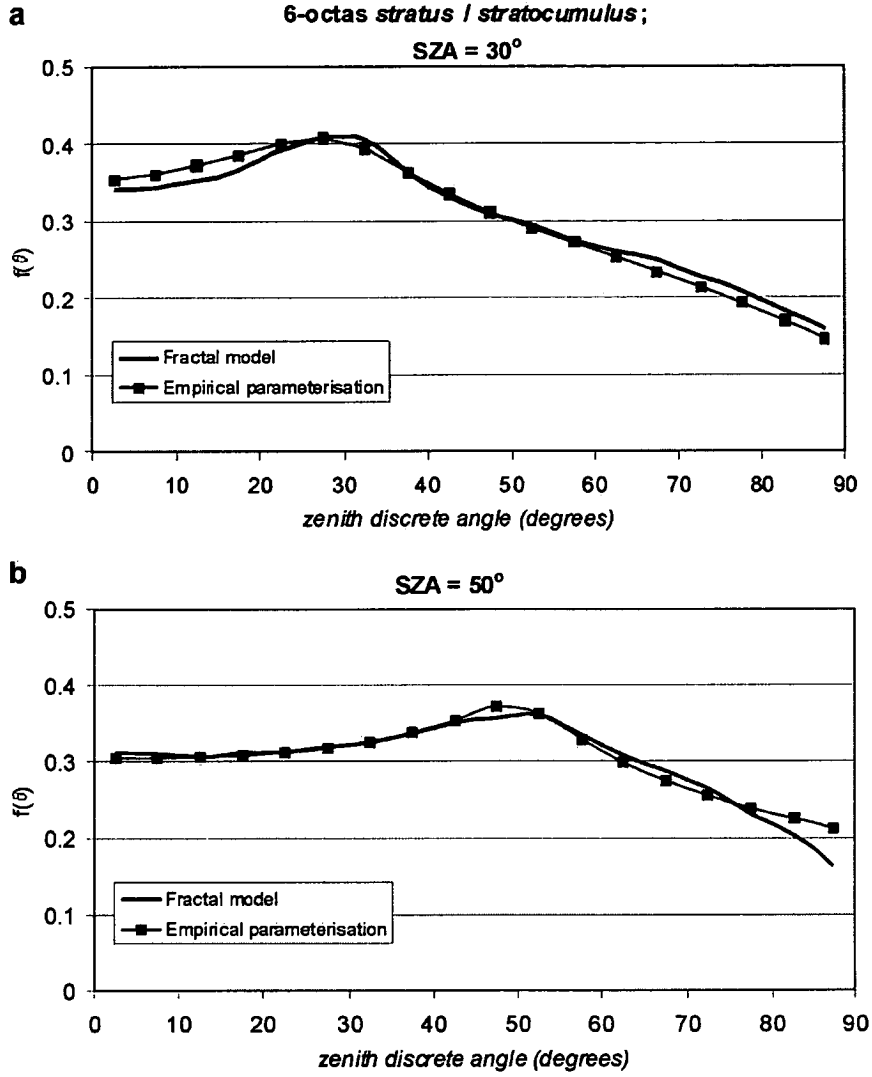 a
6-octas stratus / stratocumulus;
SZA = 30°
0.5
0.4
0.3
0.2
0.1
0
f(θ)
Fractal model
Empirical parameterisation
0 10 20 30 40 50 60 70 80 90
zenith discrete angle (degrees)
b
SZA = 50°
0.5
0.4
0.3
0.2
0.1
0
f(θ)
Fractal model
Empirical parameterisation
0 10 20 30 40 50 60 70 80 90
zenith discrete angle (degrees)